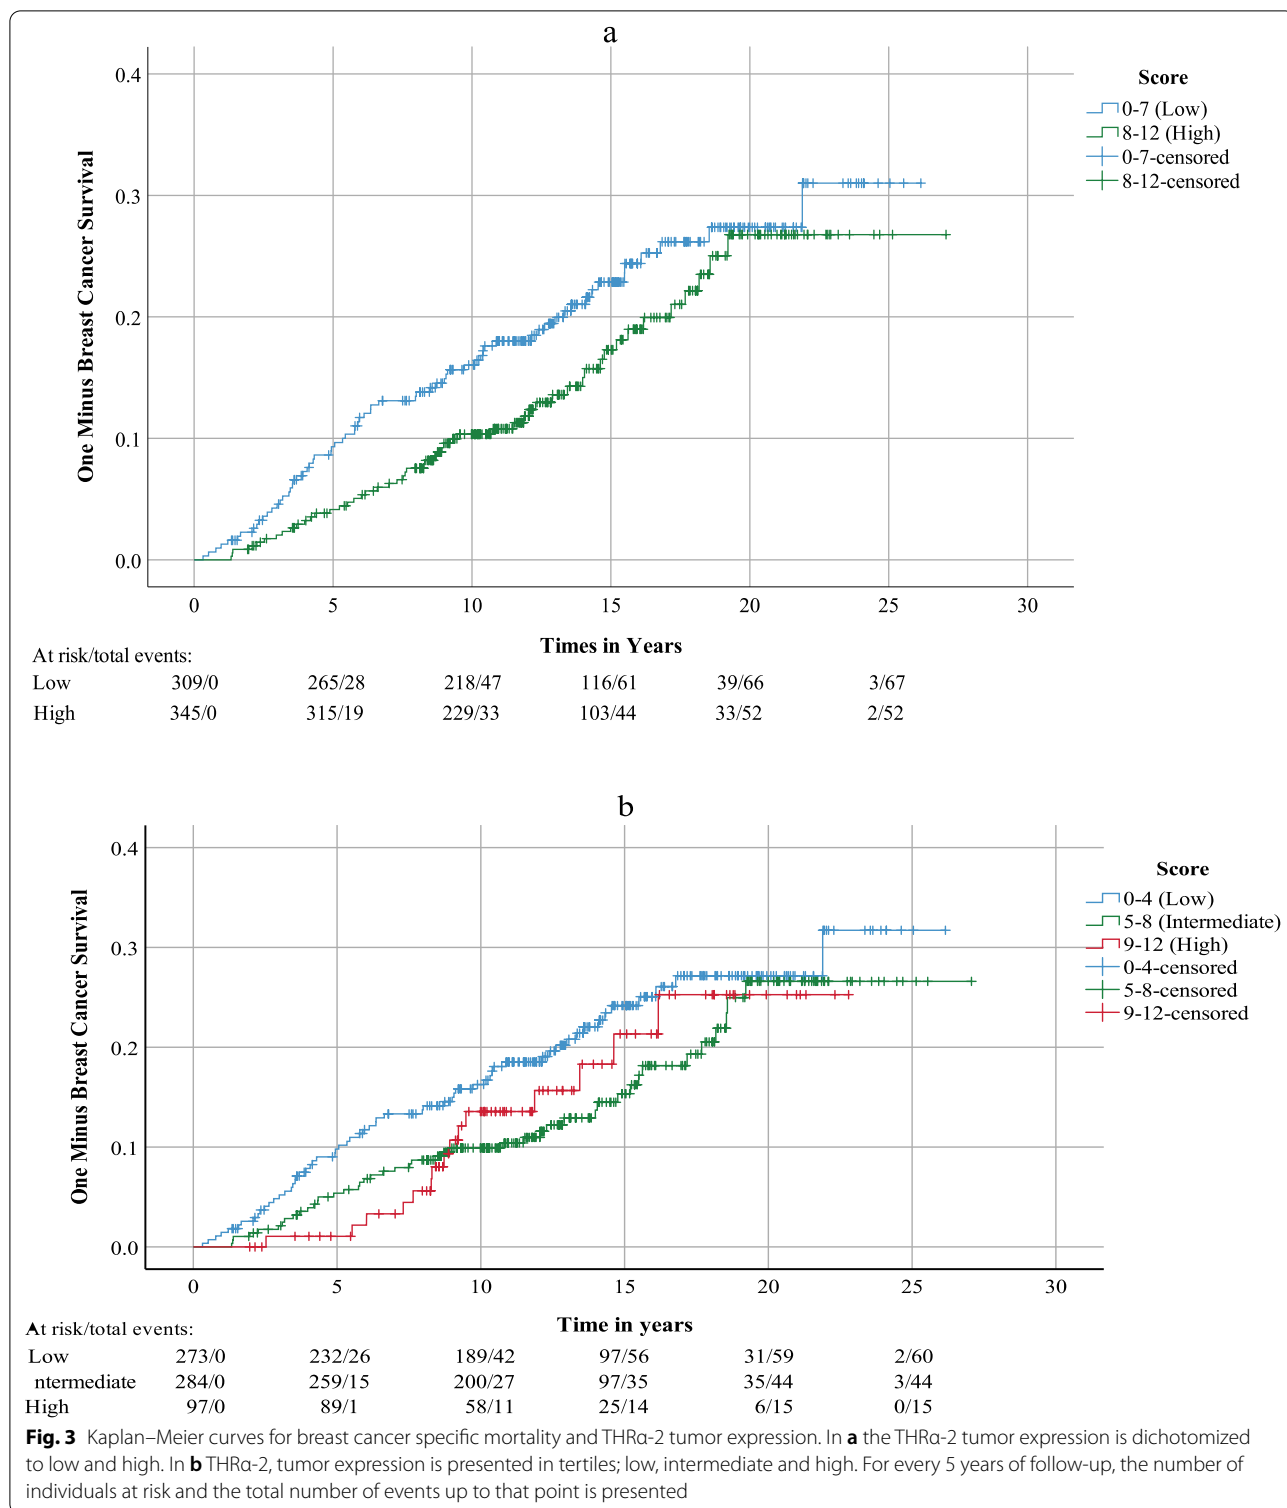 a
Score
0-7 (Low)
8-12 (High)
0-7-censored
8-12-censored
One Minus Breast Cancer Survival
0.4
0.3
0.2
0.1
0.0
0 5 10 15 20 25 30
Times in Years
At risk/total events:
Low 309/0 265/28 218/47 116/61 39/66 3/67
High 345/0 315/19 229/33 103/44 33/52 2/52
b
Score
0-4 (Low)
5-8 (Intermediate)
9-12 (High)
0-4-censored
5-8-censored
9-12-censored
One Minus Breast Cancer Survival
0.4
0.3
0.2
0.1
0.0
0 5 10 15 20 25 30
Time in years
At risk/total events:
Low 273/0 232/26 189/42 97/56 31/59 2/60
ntermediate 284/0 259/15 200/27 97/35 35/44 3/44
High 97/0 89/1 58/11 25/14 6/15 0/15
Fig. 3 Kaplan–Meier curves for breast cancer specific mortality and THRα-2 tumor expression. In a the THRα-2 tumor expression is dichotomized
to low and high. In b THRα-2, tumor expression is presented in tertiles; low, intermediate and high. For every 5 years of follow-up, the number of
individuals at risk and the total number of events up to that point is presented